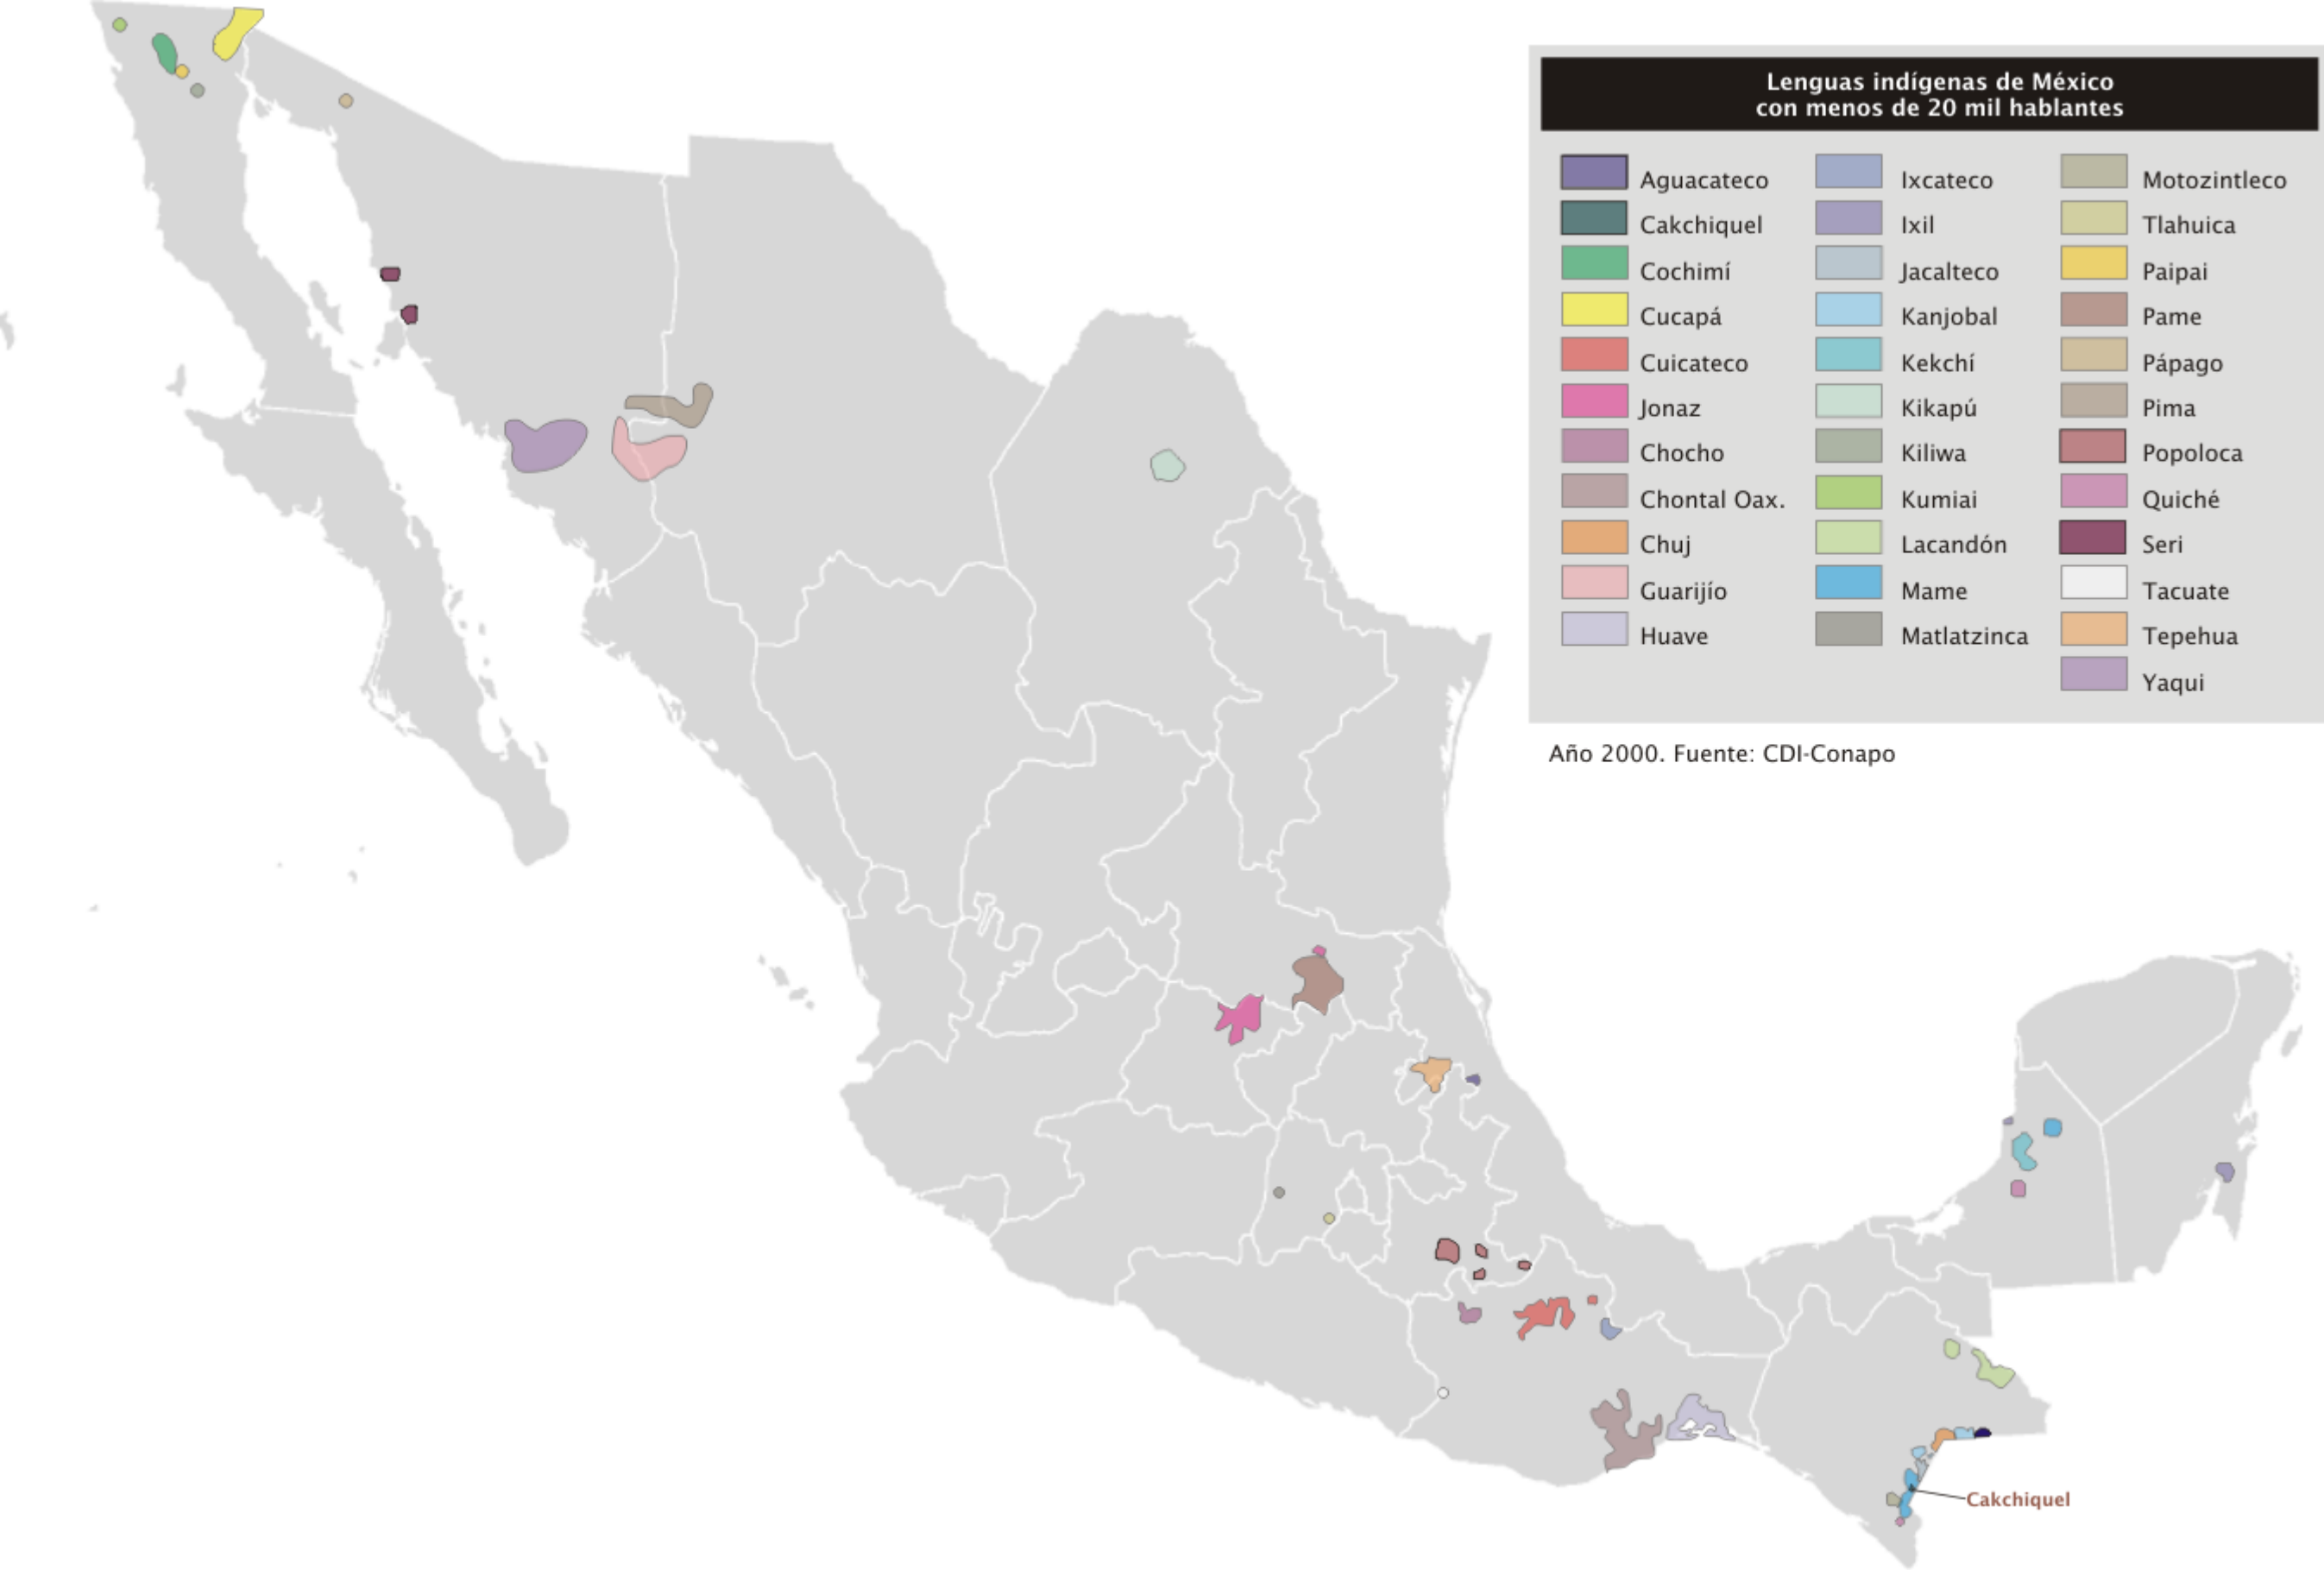 Lenguas indígenas de México
con menos de 20 mil hablantes
Aguacateco
Cakchiquel
Cochimí
Cucapá
Cuicateco
Jonaz
Chocho
Chontal Oax.
Chuj
Guarijío
Huave
Ixcateco
Ixil
Jacalteco
Kanjobal
Kekchí
Kikapú
Kiliwa
Kumiai
Lacandón
Mame
Matlatzinca
Motozintleco
Tlahuica
Paipai
Pame
Pápago
Pima
Popoloca
Quiché
Seri
Tacuate
Tepehua
Yaqui
Año 2000. Fuente: CDI-Conapo
Cakchiquel